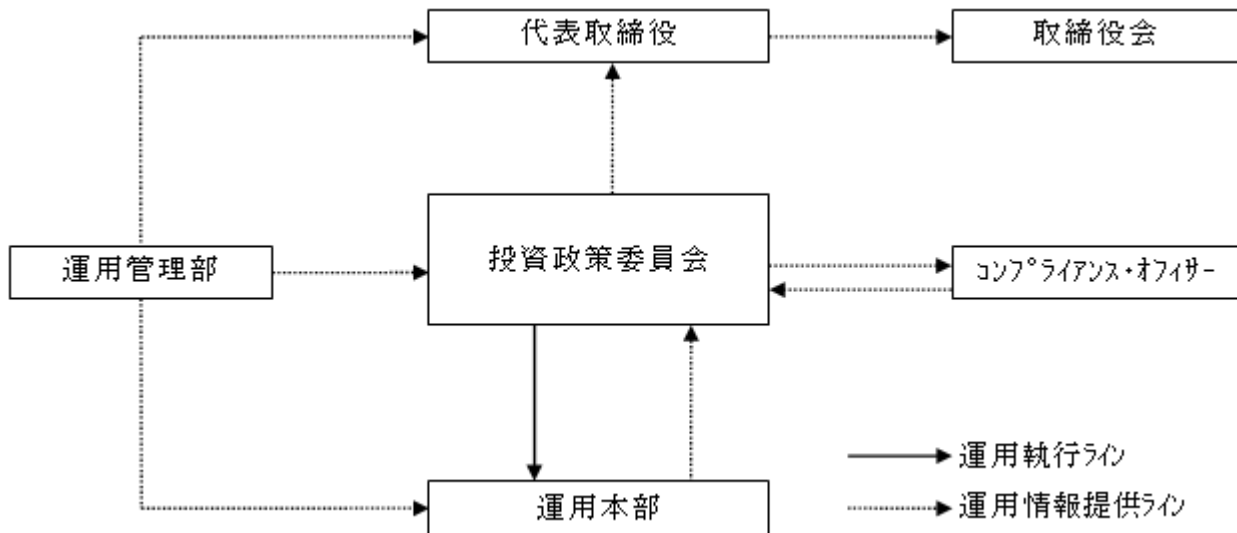 代表取締役
取締役会
運用管理部
投資政策委員会
ｺﾝﾌﾟﾗｲｱﾝｽ･ｵﾌｨｻｰ
運用執行ﾗｲﾝ
運用本部
運用情報提供ﾗｲﾝ